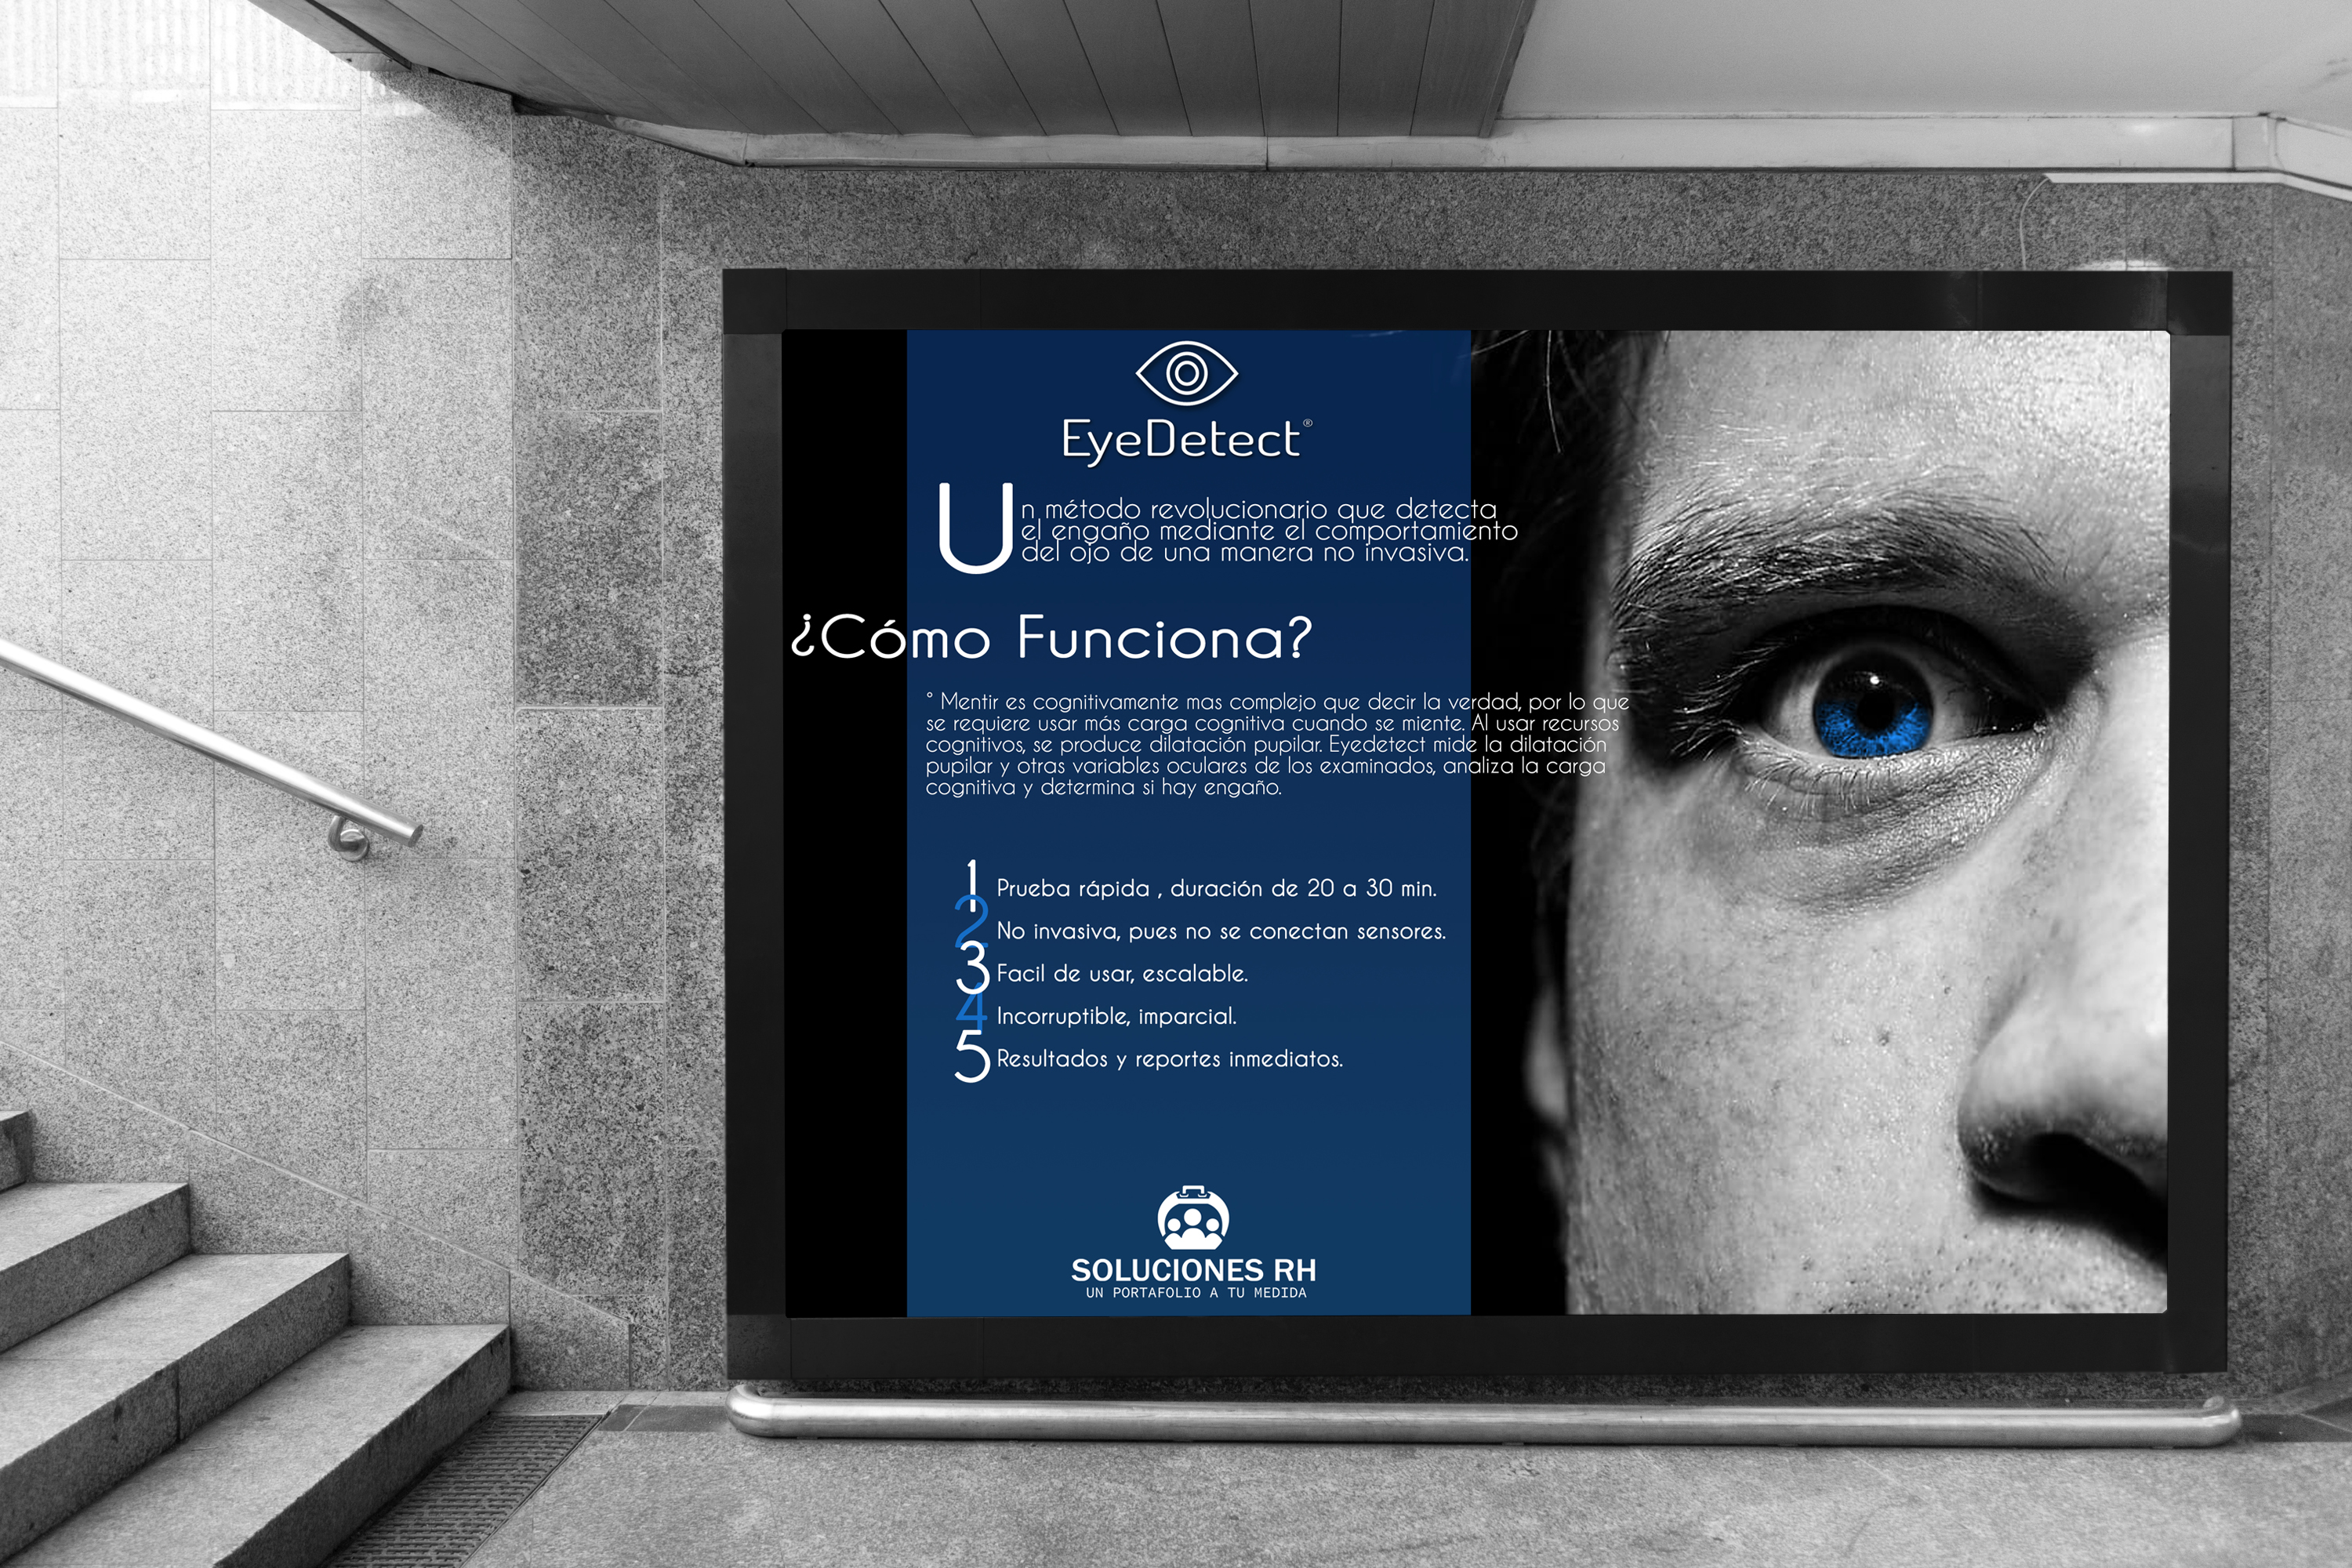 EyeDetect®
Un método revolucionario que detecta
el engaño mediante el comportamiento
del ojo de una manera no invasiva.
¿Cómo Funciona?
° Mentir es cognitivamente mas complejo que decir la verdad, por lo que
se requiere usar más carga cognitiva cuando se miente. Al usar recursos
cognitivos, se produce dilatación pupilar. Eyedetect mide la dilatación
pupilar y otras variables oculares de los examinados, analiza la carga
cognitiva y determina si hay engaño.
1 Prueba rápida , duración de 20 a 30 min.
2 No invasiva, pues no se conectan sensores.
3 Facil de usar, escalable.
4 Incorruptible, imparcial.
5 Resultados y reportes inmediatos.
SOLUCIONES RH
UN PORTAFOLIO A TU MEDIDA